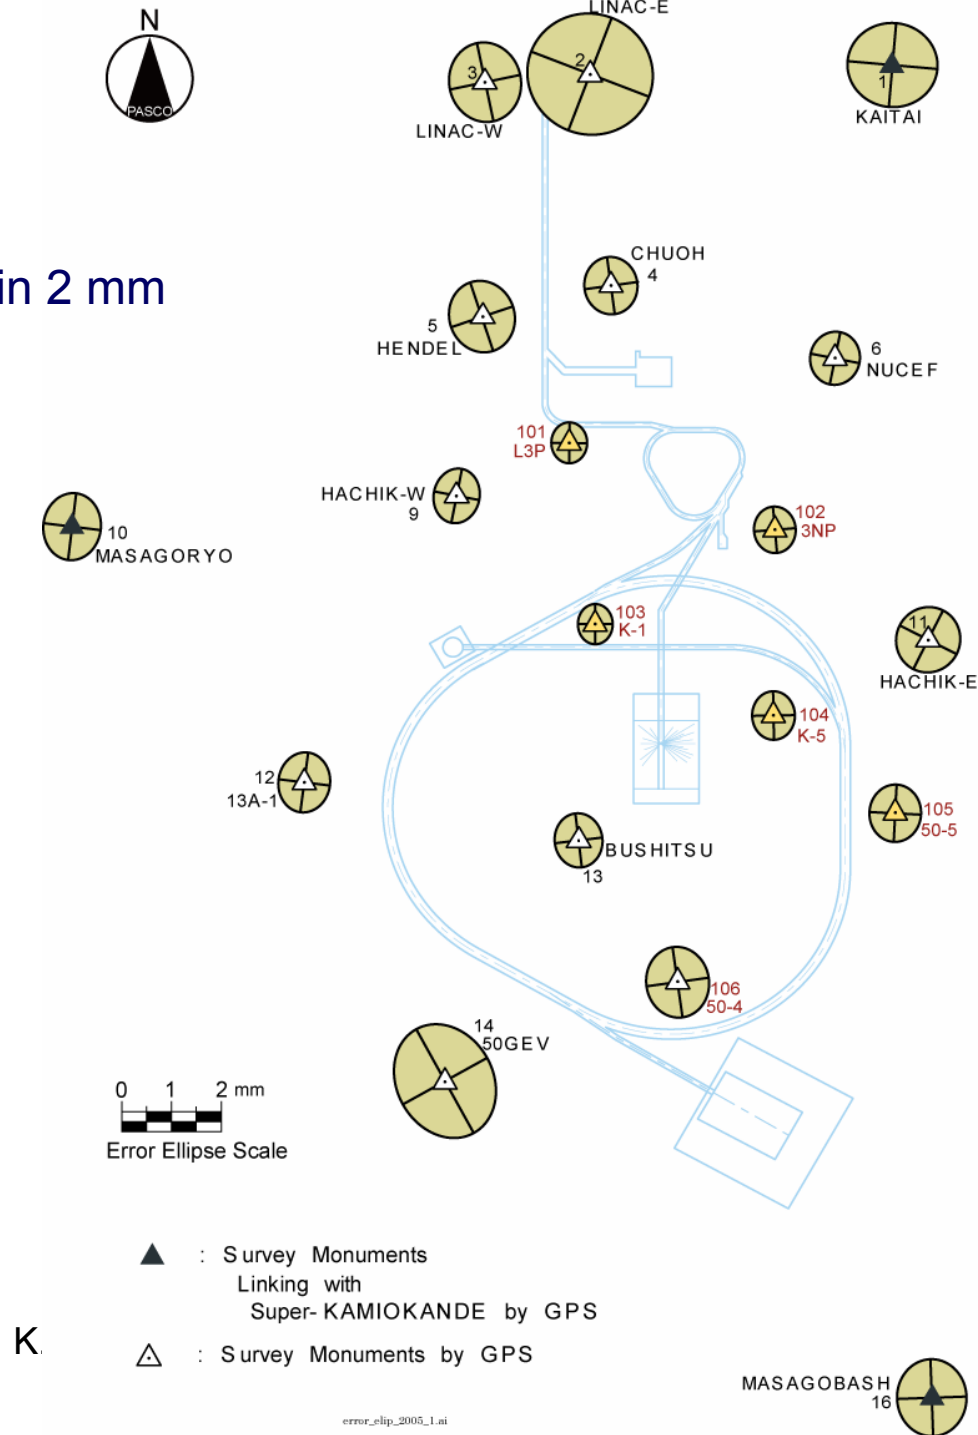 N
PASCO
LINAC-E
2
3
LINAC-W
1
KAITAI
in 2 mm
CHUOH
4
5
HENDEL
6
NUCEF
101
L3P
HACHIK-W
9
10
MASAGORYO
102
3NP
103
K-1
11
HACHIK-E
104
K-5
12
13A-1
105
50-5
BUSHITSU
13
106
50-4
14
50GEV
0 1 2 mm
Error Ellipse Scale
: Survey Monuments
Linking with
Super-KAMIOKANDE by GPS
K.
: Survey Monuments by GPS
MASAGOBASH
16
error_elip_2005_1.ai